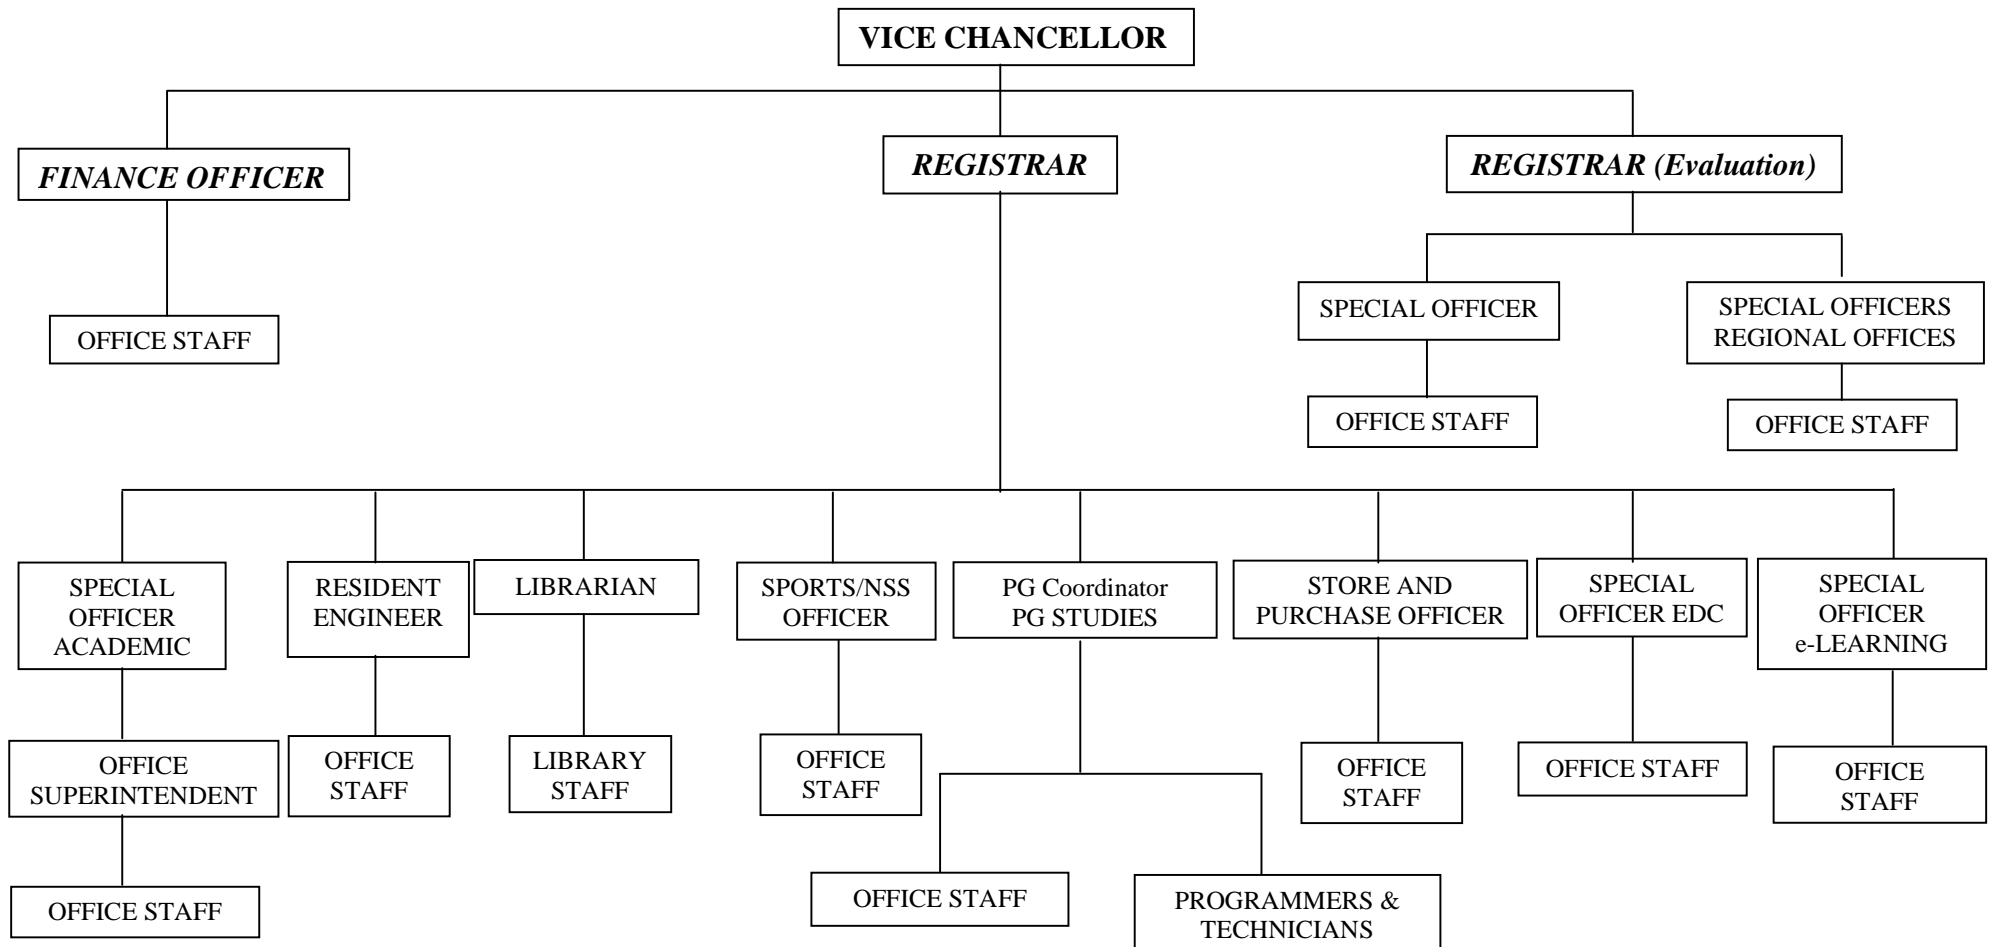 VICE CHANCELLOR
FINANCE OFFICER
REGISTRAR
REGISTRAR (Evaluation)
OFFICE STAFF
SPECIAL OFFICER
SPECIAL OFFICERS
REGIONAL OFFICES
OFFICE STAFF
OFFICE STAFF
SPECIAL
OFFICER
ACADEMIC
RESIDENT
ENGINEER
LIBRARIAN
SPORTS/NSS
OFFICER
PG Coordinator
PG STUDIES
STORE AND
PURCHASE OFFICER
SPECIAL
OFFICER EDC
SPECIAL
OFFICER
e-LEARNING
OFFICE
SUPERINTENDENT
OFFICE
STAFF
LIBRARY
STAFF
OFFICE
STAFF
OFFICE
STAFF
OFFICE STAFF
OFFICE
STAFF
OFFICE STAFF
OFFICE STAFF
PROGRAMMERS &
TECHNICIANS